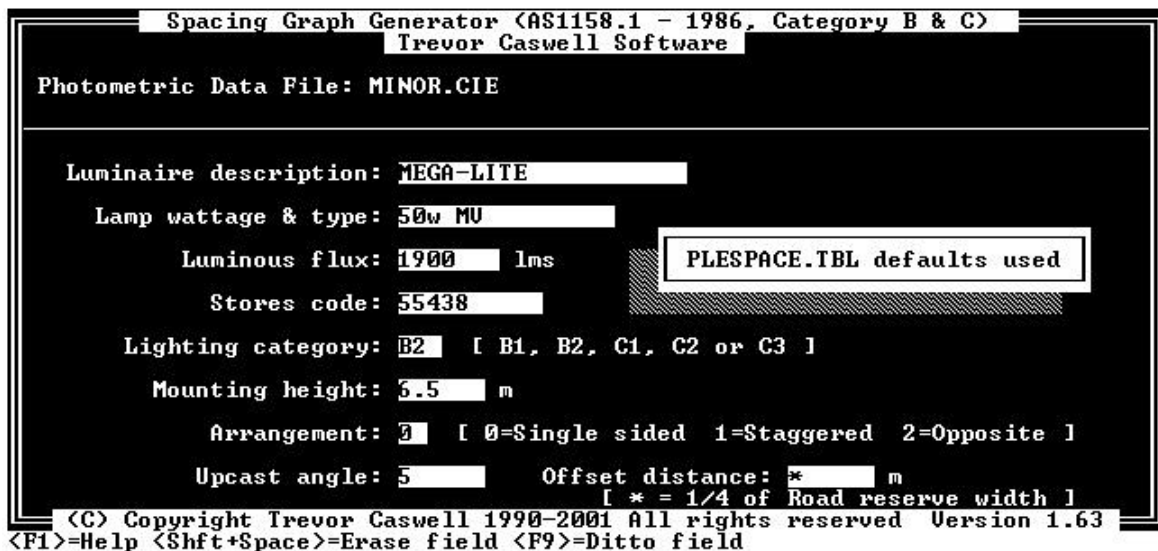 Spacing Graph Generator (AS1158.1 - 1986, Category B & C)
Trevor Caswell Software
Photometric Data File: MINOR.CIE
Luminaire description: MEGA-LITE
Lamp wattage & type: 50w MV
Luminous flux: 1900 lms
PLESPACE.TBL defaults used
Stores code: 55438
Lighting category: B2 [ B1, B2, C1, C2 or C3 ]
Mounting height: 6.5 m
Arrangement: 0 [ 0=Single sided 1=Staggered 2=Opposite ]
Upcast angle: 5 Offset distance: * m
[ * = 1/4 of Road reserve width ]
(C) Copyright Trevor Caswell 1990-2001 All rights reserved Version 1.63
<F1>=Help <Shft+Space>=Erase field <F9>=Ditto field